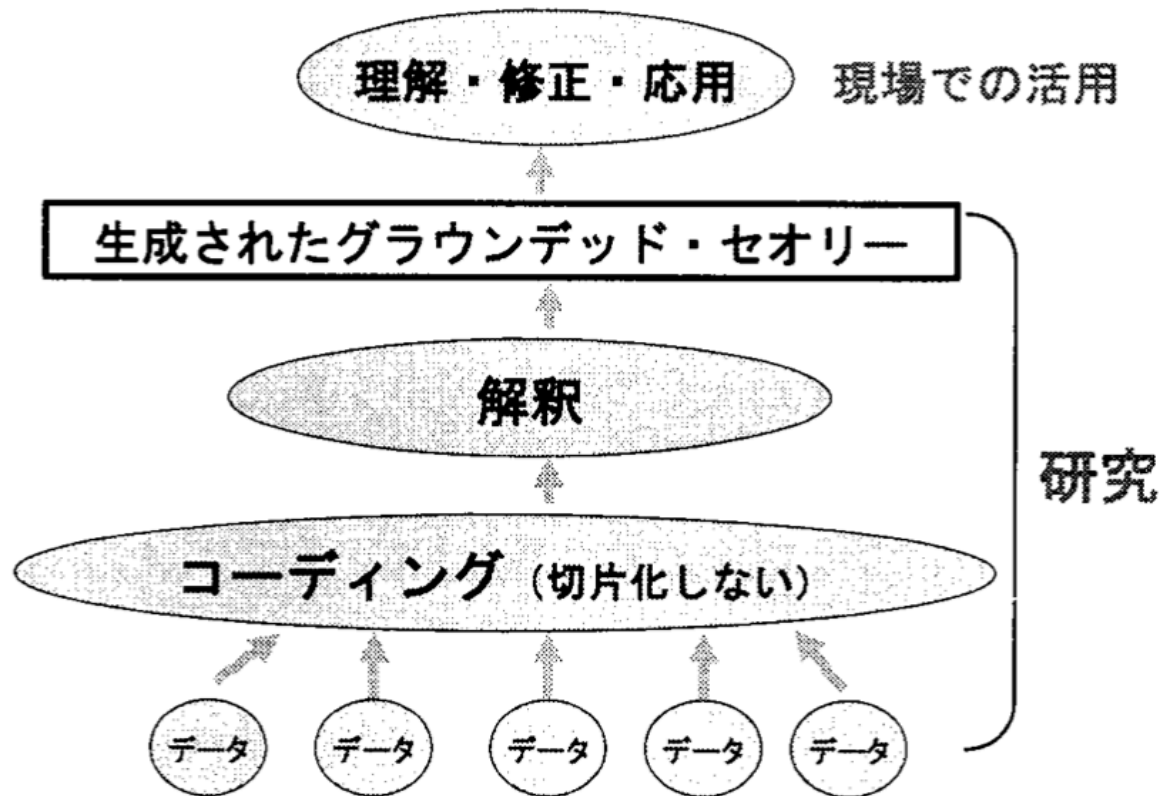 理解・修正・応用
現場での活用
生成されたグラウンデッド・セオリー
解釈
研究
コーディング（切片化しない）
データ
データ
データ
データ
データ